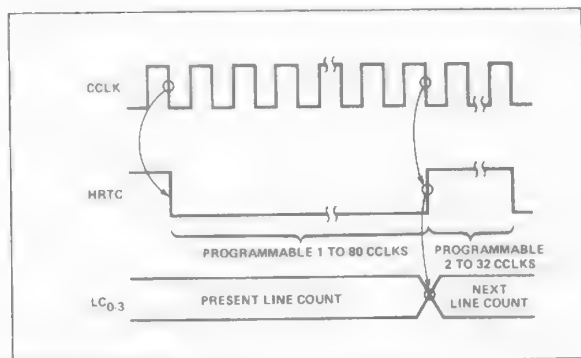 CCLK
HRTC
PROGRAMMABLE 1 TO 80 CCLKS
PROGRAMMABLE
2 TO 32 CCLKS
LC0-3
PRESENT LINE COUNT
NEXT
LINE COUNT